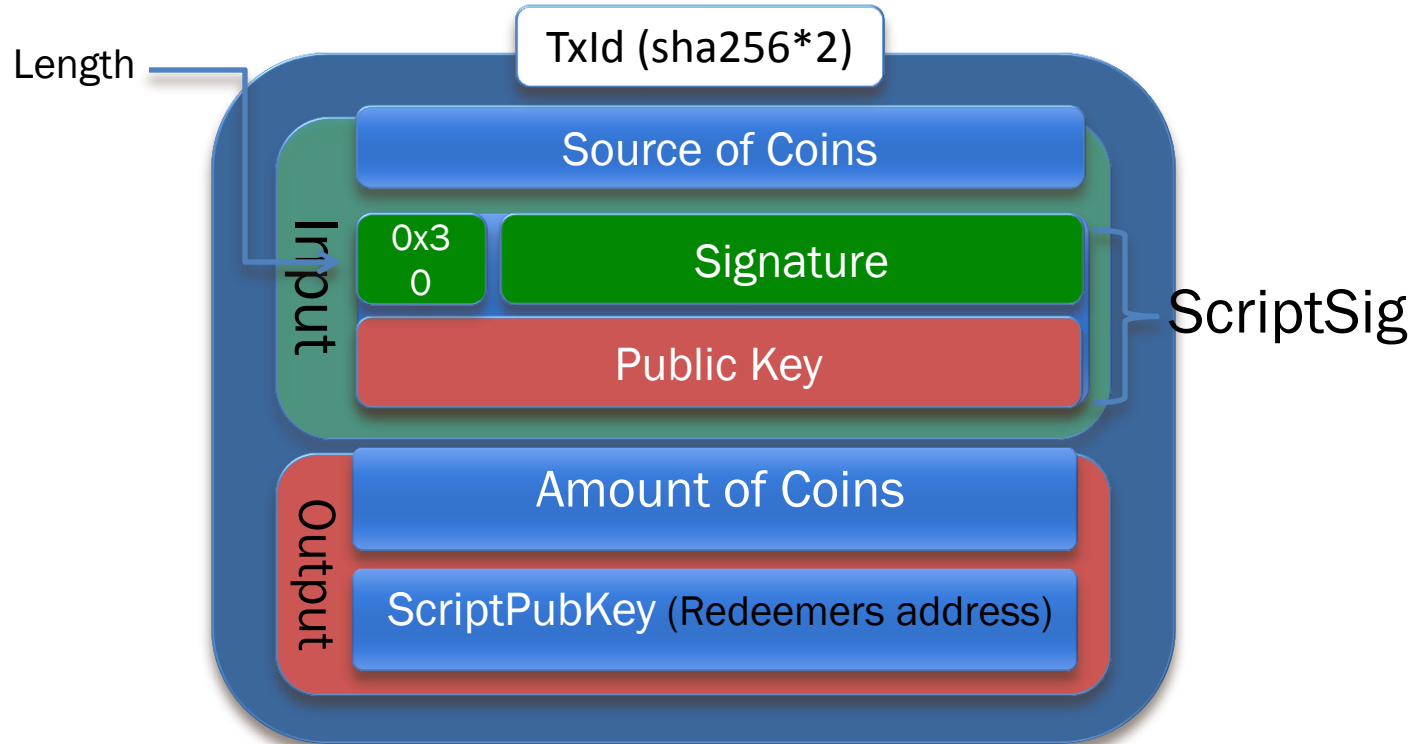 TxId (sha256*2)
Length
Source of Coins
Input
0x3
0
Signature
ScriptSig
Public Key
Output
Amount of Coins
ScriptPubKey (Redeemers address)